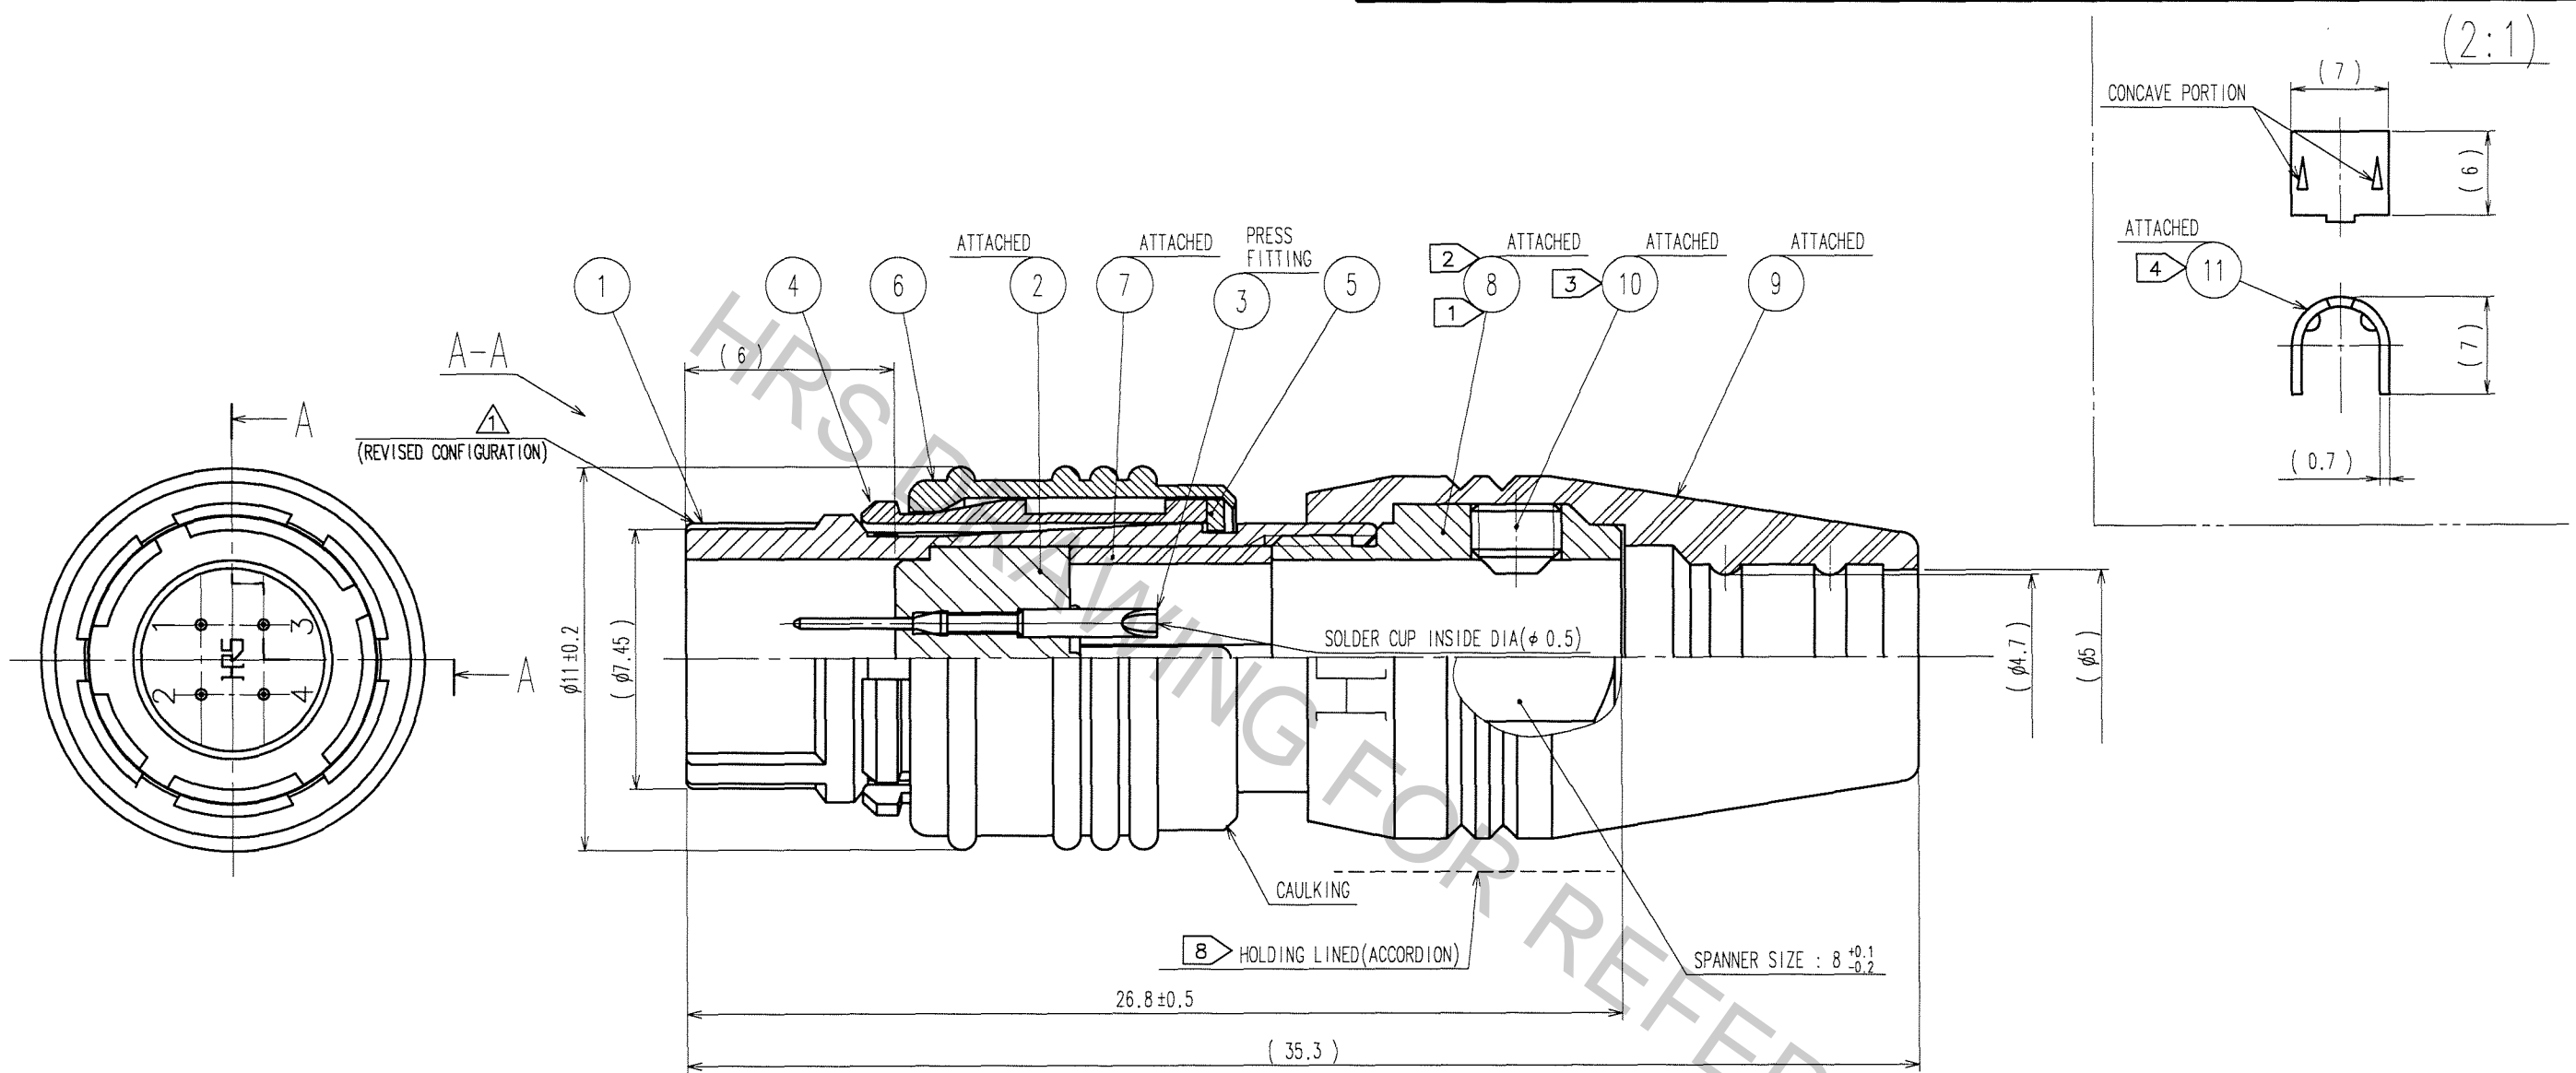 (2:1)
(7)
CONCAVE PORTION
(6)
ATTACHED
4
11
(7)
(0.7)
ATTACHED
ATTACHED
PRESS
FITTING
ATTACHED
ATTACHED
ATTACHED
1
4
6
2
7
3
5
2
1
8
3
10
9
A-A
(6)
A
1
(REVISED CONFIGURATION)
1
3
HRS
2
4
A
φ11±0.2
(φ7.45)
SOLDER CUP INSIDE DIA(φ0.5)
H
(φ4.7)
(φ5)
CAULKING
8
HOLDING LINED(ACCORDION)
SPANNER SIZE : 8 +0.1 -0.2
26.8±0.5
(35.3)
HRS DRAWING FOR REFER